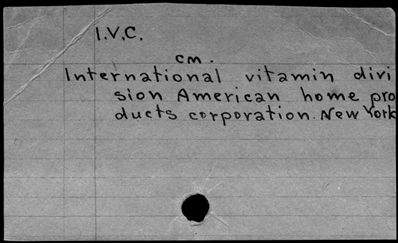 I.V.C.
cm.
International vitamin divi
sion American home pro
ducts corporation. New York